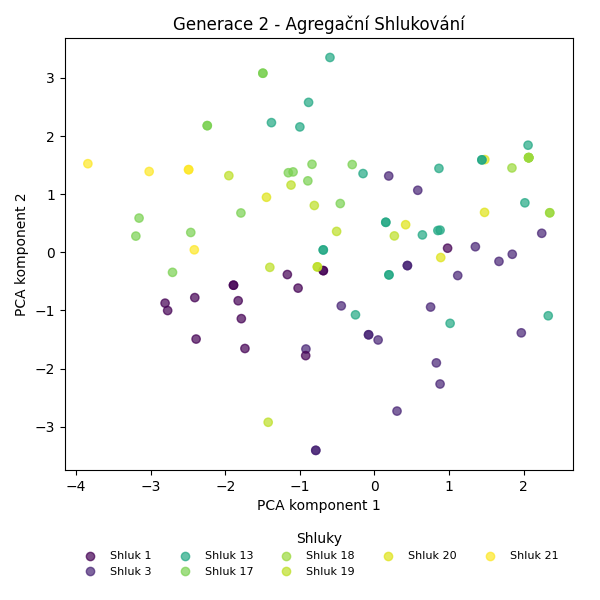 Generace 2 - Agregační Shlukování
PCA komponent 2
3
2
1
0
−1
−2
−3
−4 −3 −2 −1 0 1 2
PCA komponent 1
Shluky
Shluk 1 Shluk 13 Shluk 18 Shluk 20 Shluk 21
Shluk 3 Shluk 17 Shluk 19